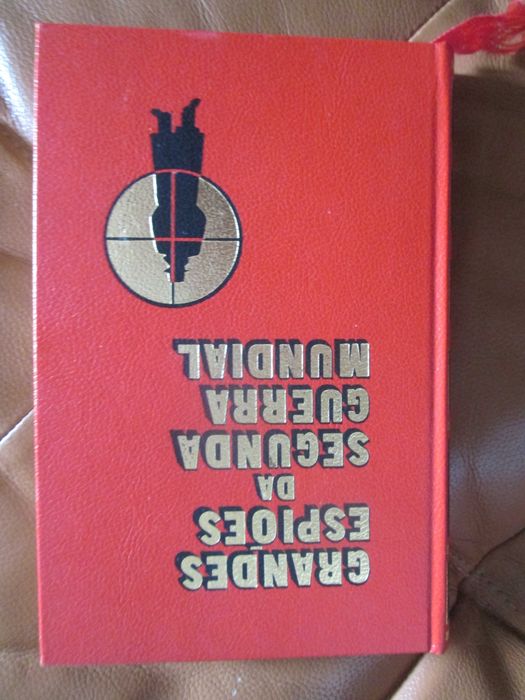 GRANDES
ESPIÕES
DA
SEGUNDA
GUERRA
MUNDIAL